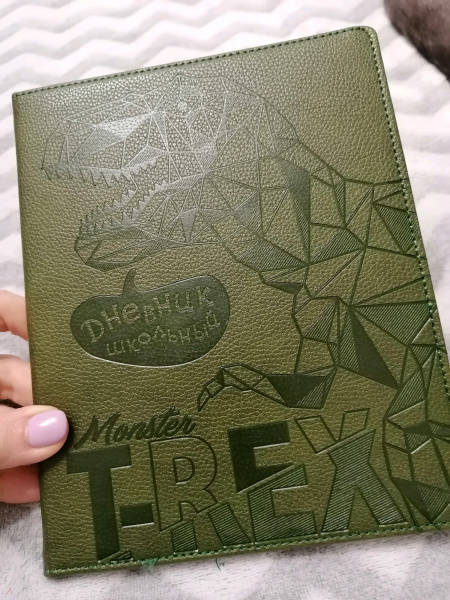 Дневник
школьный
Monster
T-REX